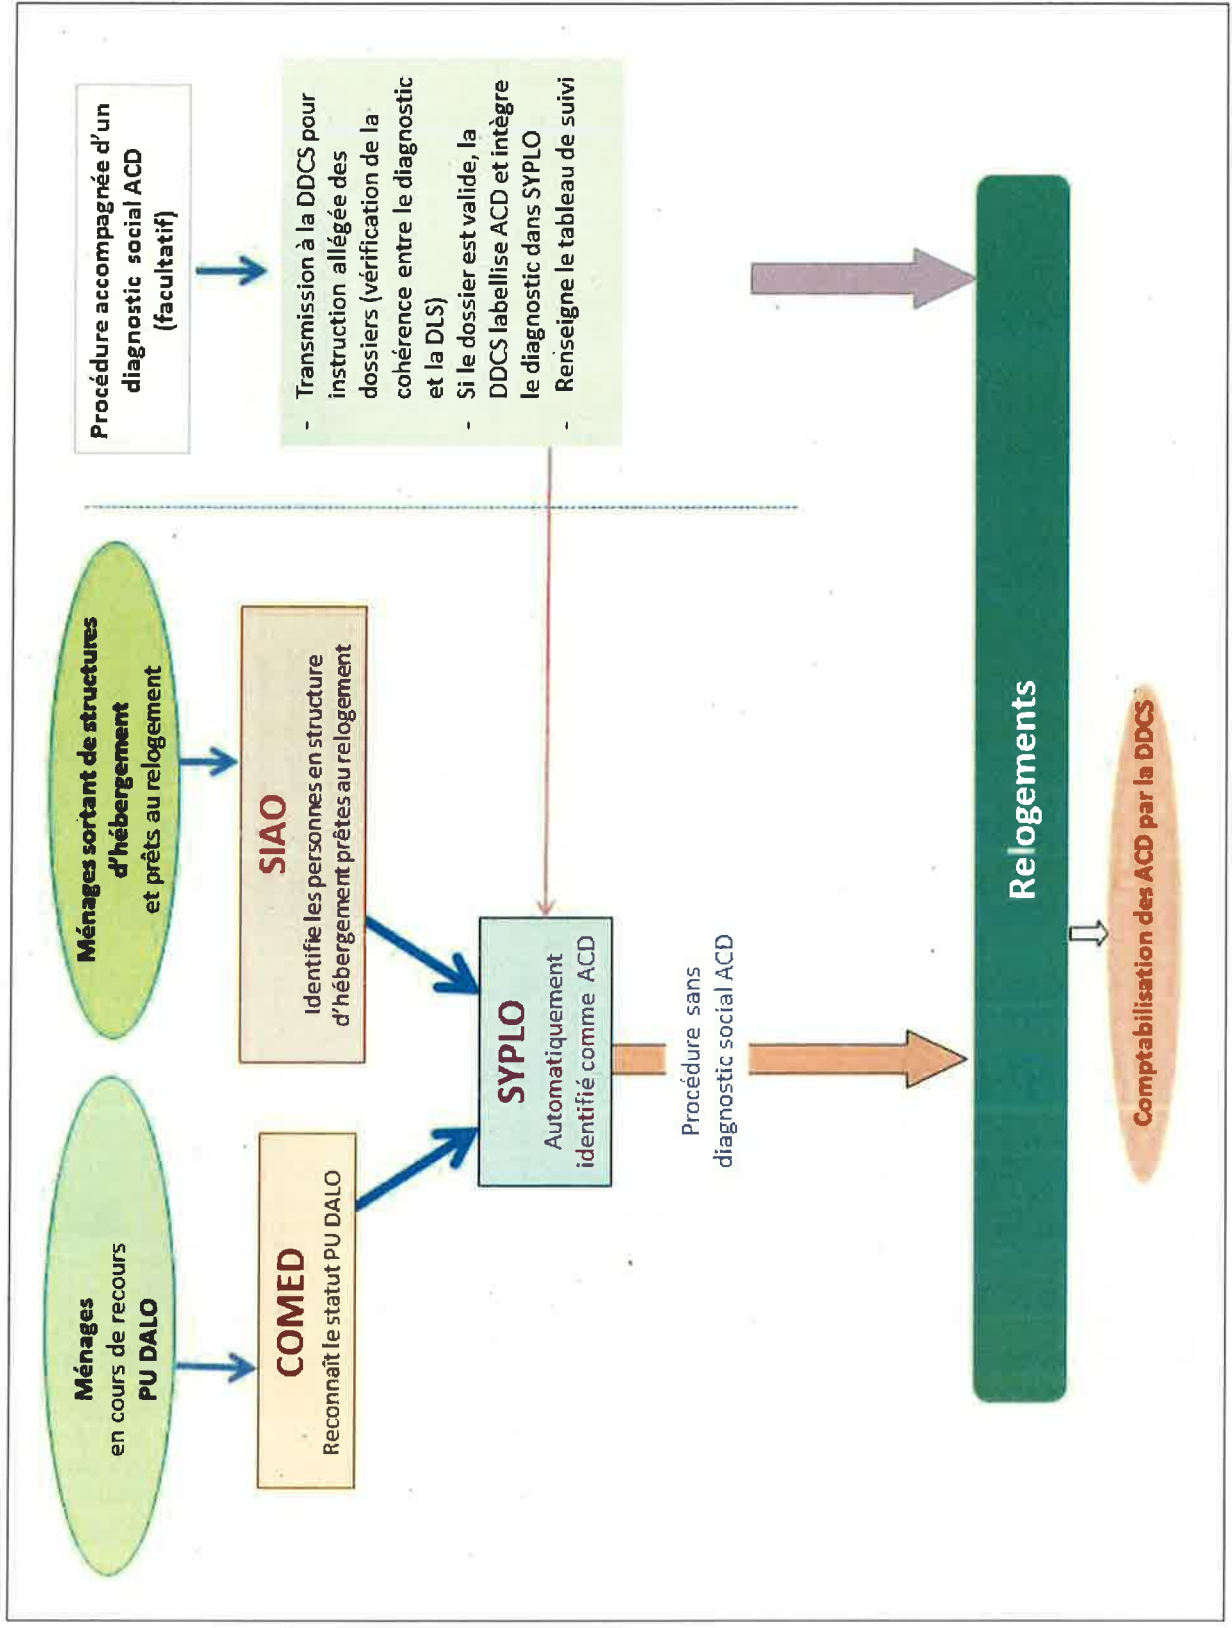 Ménages
en cours de recours
PU DALO
Ménages sortant de structures
d'hébergement
et prêts au relogement
Procédure accompagnée d'un
diagnostic social ACD
(facultatif)
COMED
Reconnaît le statut PU DALO
SIAO
Identifie les personnes en structure
d'hébergement prêtes au relogement
- Transmission à la DDCS pour
instruction allégée des
dossiers (vérification de la
cohérence entre le diagnostic
et la DLS)
- Si le dossier est valide, la
DDCS labellise ACD et intègre
le diagnostic dans SYPLO
- Renseigne le tableau de suivi
SYPLO
Automatiquement
identifié comme ACD
Procédure sans
diagnostic social ACD
Relogements
Comptabilisation des ACD par la DDCS